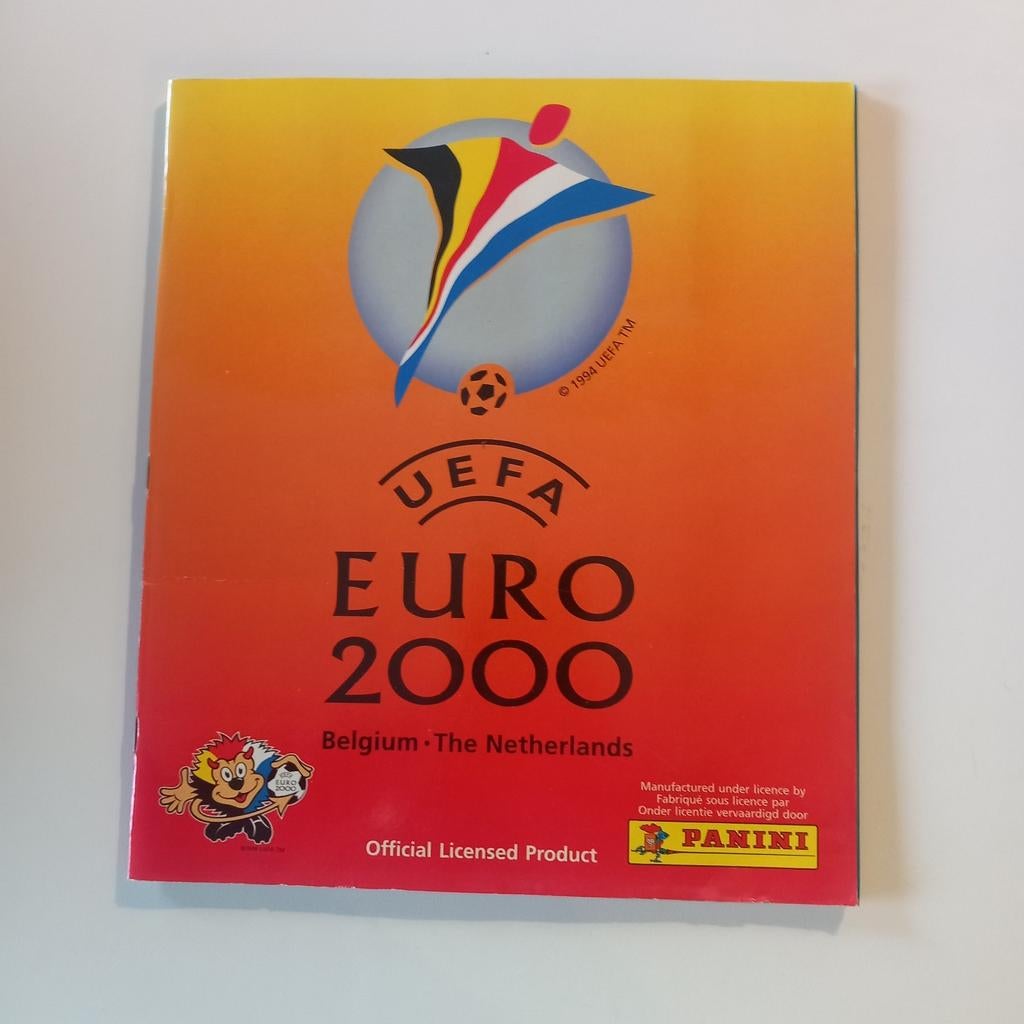 © 1994 UEFA TM
UEFA
EURO
2000
Belgium · The Netherlands
EURO
2000
Manufactured under licence by
Fabriqué sous licence par
Onder licentie vervaardigd door
PANINI
Official Licensed Product